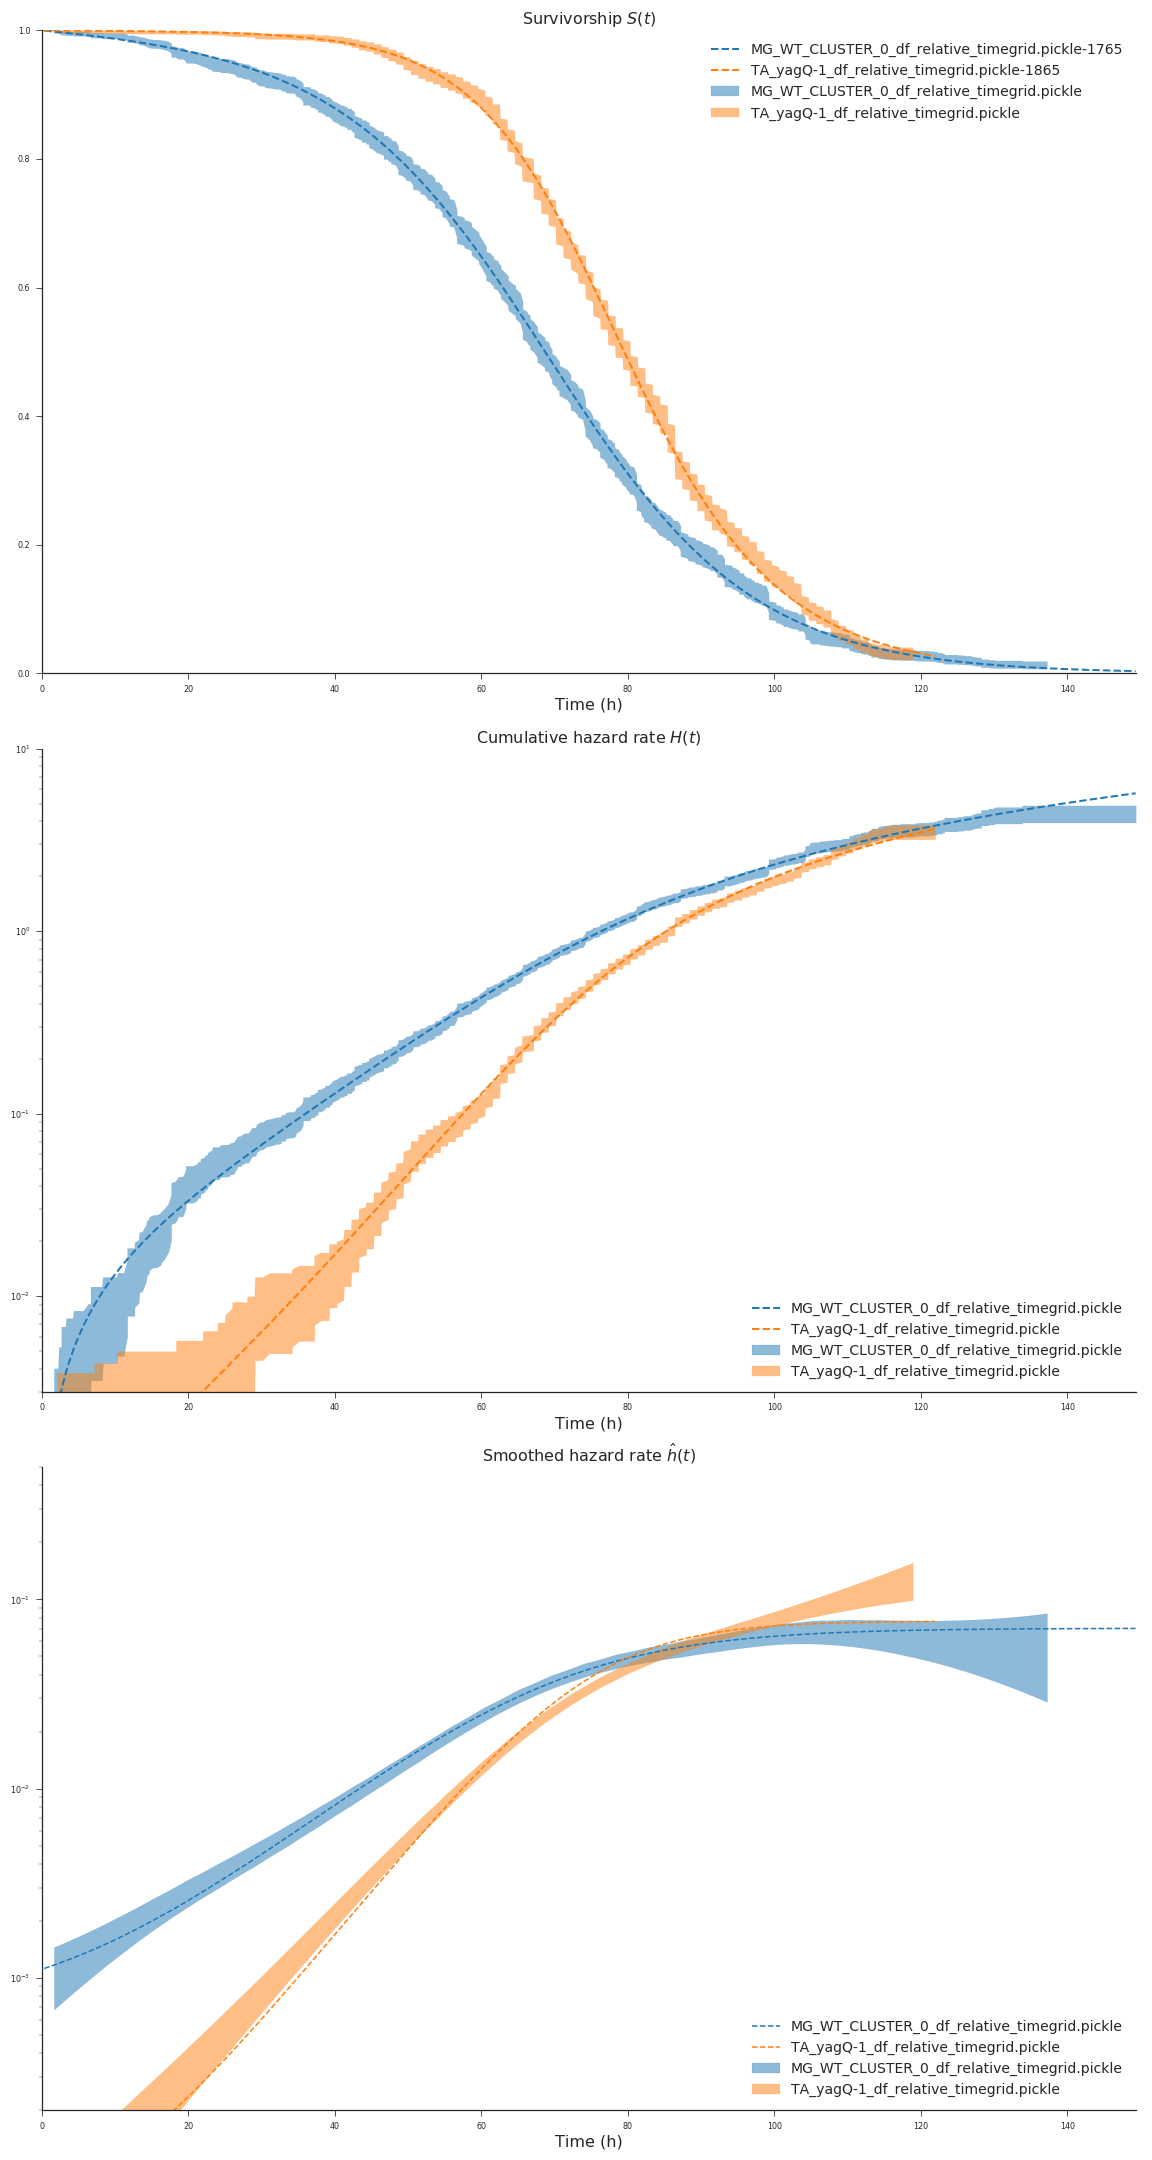 Survivorship S(t)
1.0
0.8
0.6
0.4
0.2
0.0
MG_WT_CLUSTER_0_df_relative_timegrid.pickle-1765
TA_yagQ-1_df_relative_timegrid.pickle-1865
MG_WT_CLUSTER_0_df_relative_timegrid.pickle
TA_yagQ-1_df_relative_timegrid.pickle
0 20 40 60 80 100 120 140
Time (h)
Cumulative hazard rate H(t)
10¹
10⁰
10⁻¹
10⁻²
MG_WT_CLUSTER_0_df_relative_timegrid.pickle
TA_yagQ-1_df_relative_timegrid.pickle
MG_WT_CLUSTER_0_df_relative_timegrid.pickle
TA_yagQ-1_df_relative_timegrid.pickle
0 20 40 60 80 100 120 140
Time (h)
Smoothed hazard rate ĥ(t)
10⁻¹
10⁻²
10⁻³
MG_WT_CLUSTER_0_df_relative_timegrid.pickle
TA_yagQ-1_df_relative_timegrid.pickle
MG_WT_CLUSTER_0_df_relative_timegrid.pickle
TA_yagQ-1_df_relative_timegrid.pickle
0 20 40 60 80 100 120 140
Time (h)